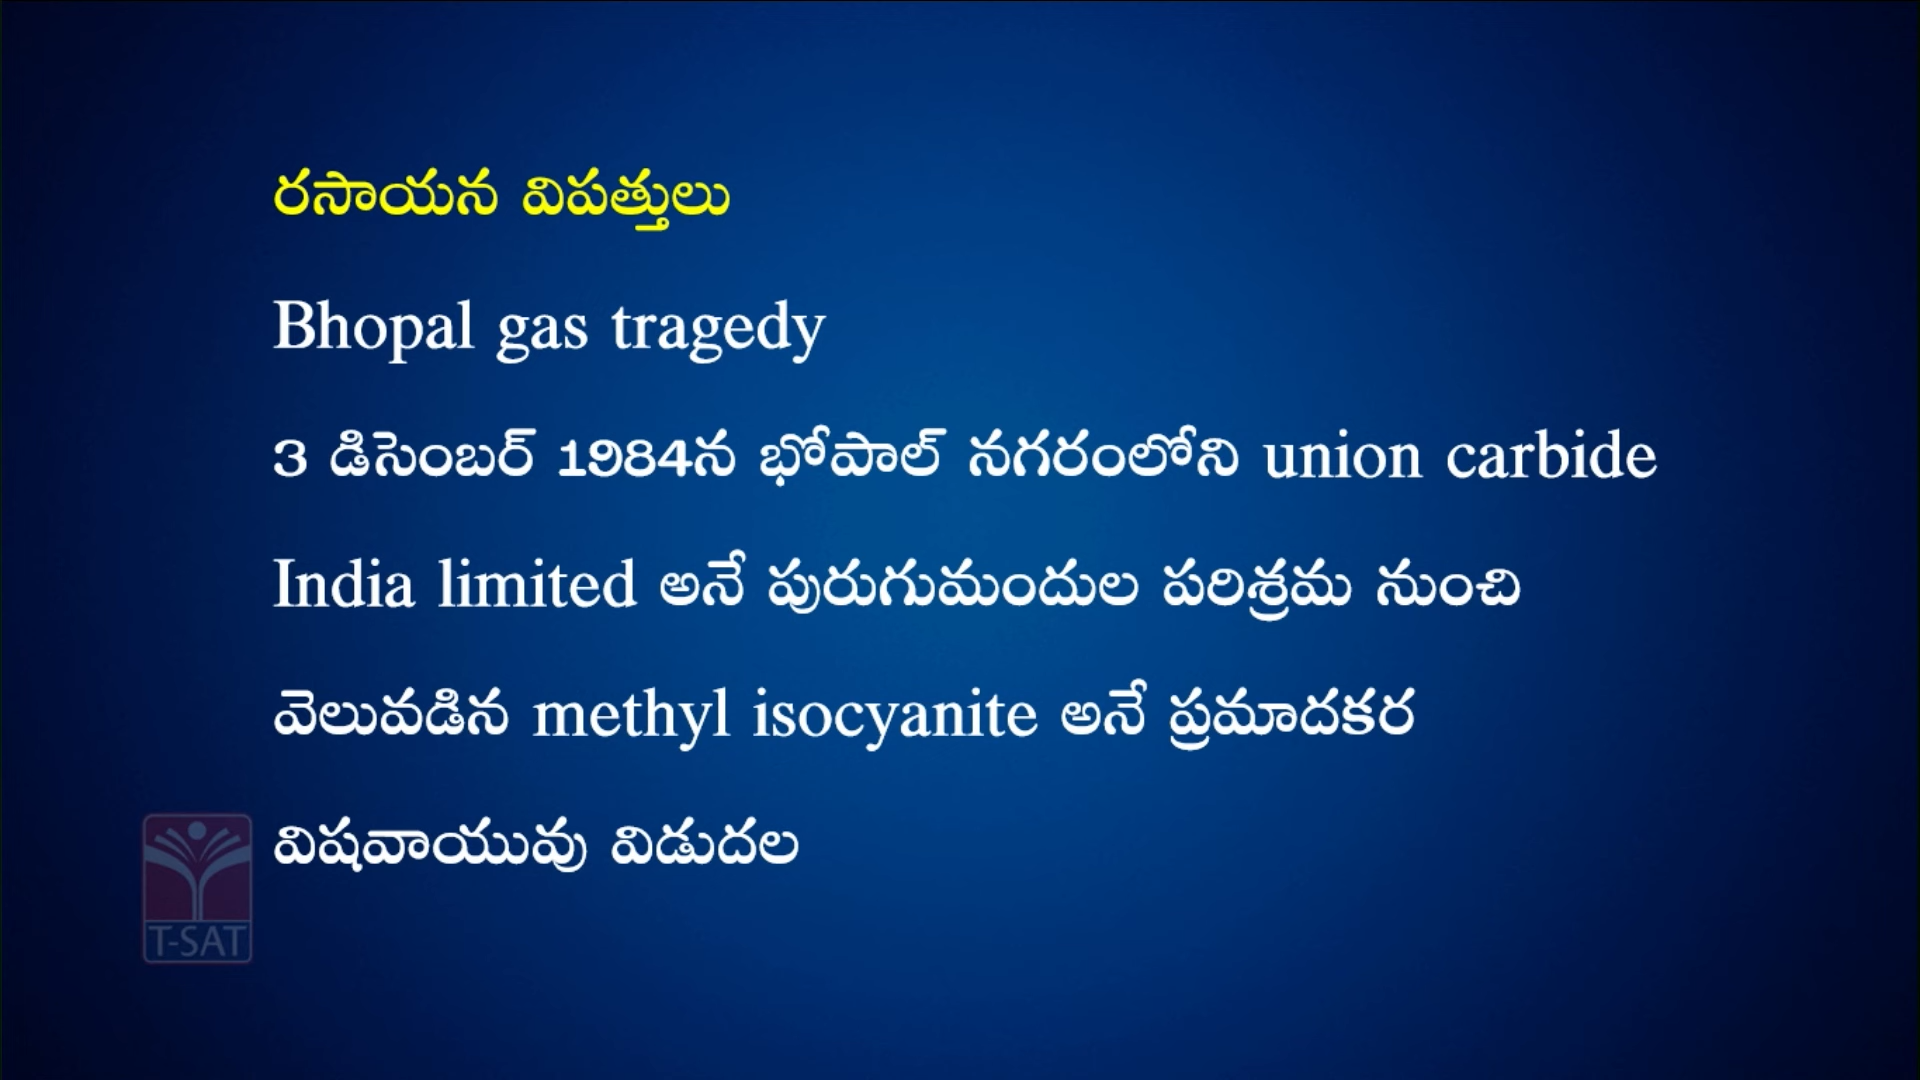 రసాయన విపత్తులు
Bhopal gas tragedy
3 డిసెంబర్ 1984న భోపాల్ నగరంలోని union carbide
India limited అనే పురుగుమందుల పరిశ్రమ నుంచి
వెలువడిన methyl isocyanite అనే ప్రమాదకర
విషవాయువు విడుదల
T-SAT